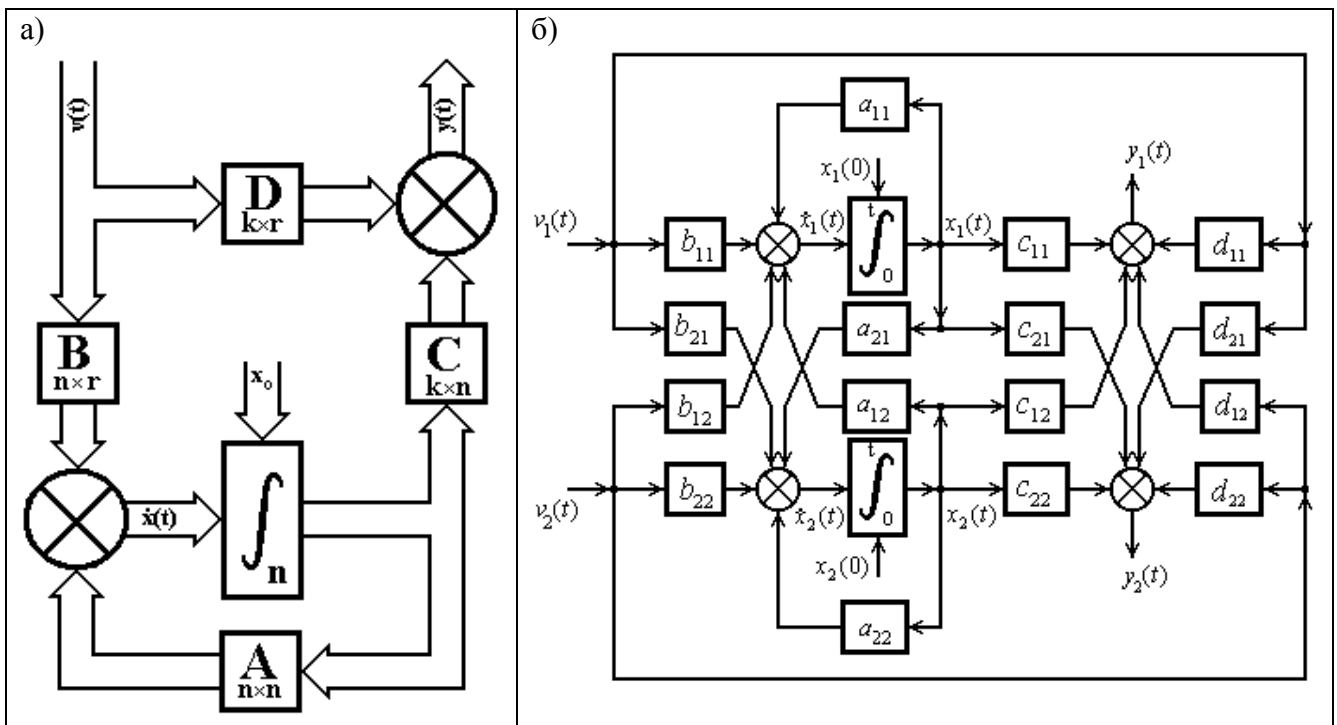 а)
v(t)
y(t)
D
k×r
B
n×r
C
k×n
x₀
ẋ(t)
∫ n
A
n×n
б)
a₁₁
x₁(0)
y₁(t)
v₁(t)
b₁₁
ẋ₁(t)
t
∫ 0
x₁(t)
c₁₁
d₁₁
b₂₁
a₂₁
c₂₁
d₂₁
b₁₂
a₁₂
c₁₂
d₁₂
v₂(t)
b₂₂
ẋ₂(t)
t
∫ 0
x₂(t)
c₂₂
d₂₂
x₂(0)
y₂(t)
a₂₂